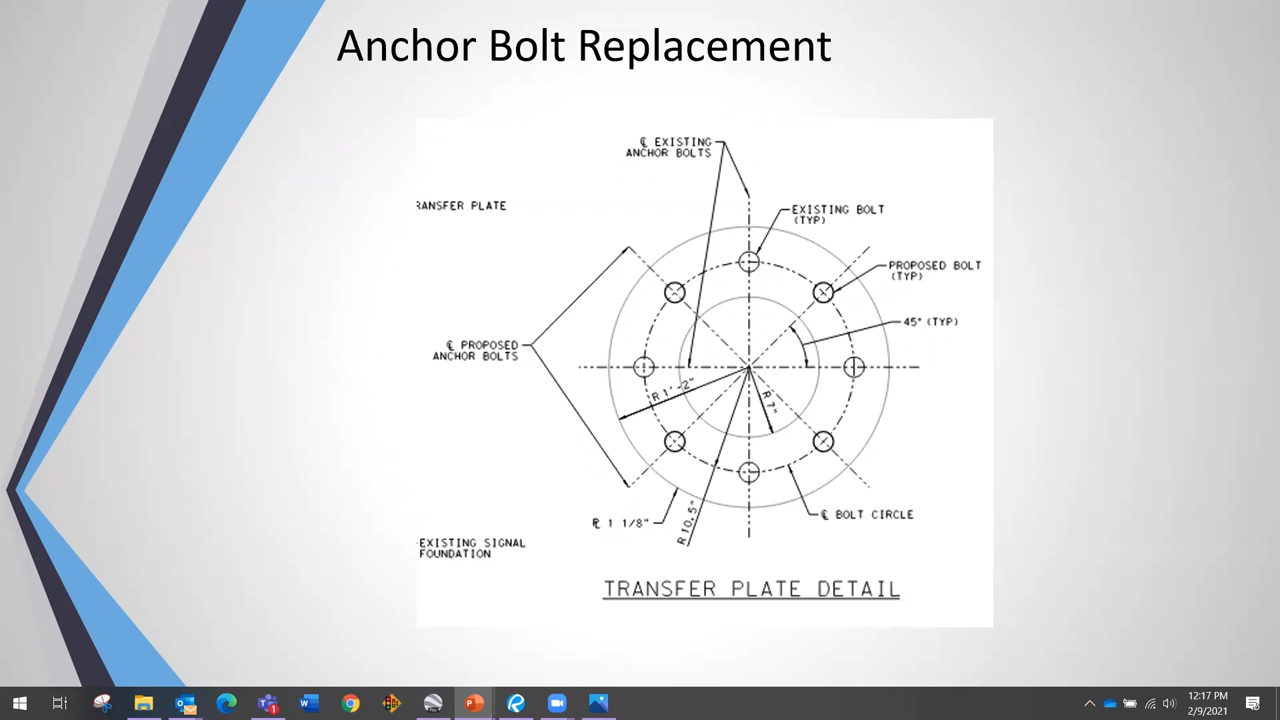 Anchor Bolt Replacement
℄ EXISTING
ANCHOR BOLTS
RANSFER PLATE
EXISTING BOLT
(TYP)
PROPOSED BOLT
(TYP)
45° (TYP)
℄ PROPOSED
ANCHOR BOLTS
R 1'-2"
R 7"
R 10.5"
℄ BOLT CIRCLE
1 1/8"
EXISTING SIGNAL
FOUNDATION
TRANSFER PLATE DETAIL
12:17 PM
2/9/2021